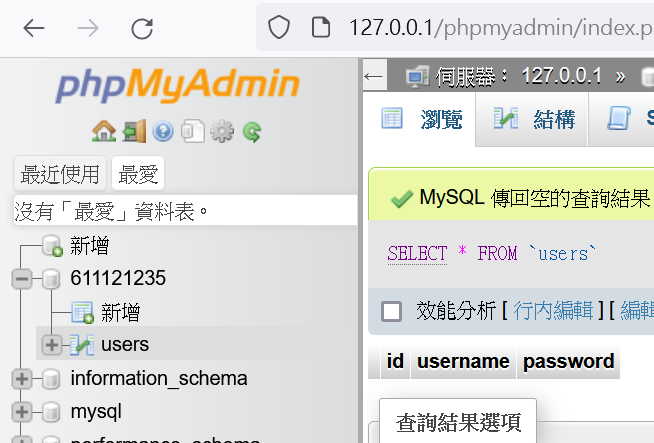 127.0.0.1/phpmyadmin/index.p
phpMyAdmin
最近使用 最愛
沒有「最愛」資料表。
新增
611121235
新增
users
information_schema
mysql
performance_schema
伺服器： 127.0.0.1 »
瀏覽 結構 S
MySQL 傳回空的查詢結果
SELECT * FROM `users`
效能分析 [ 行內編輯 ] [ 編輯
id username password
查詢結果選項